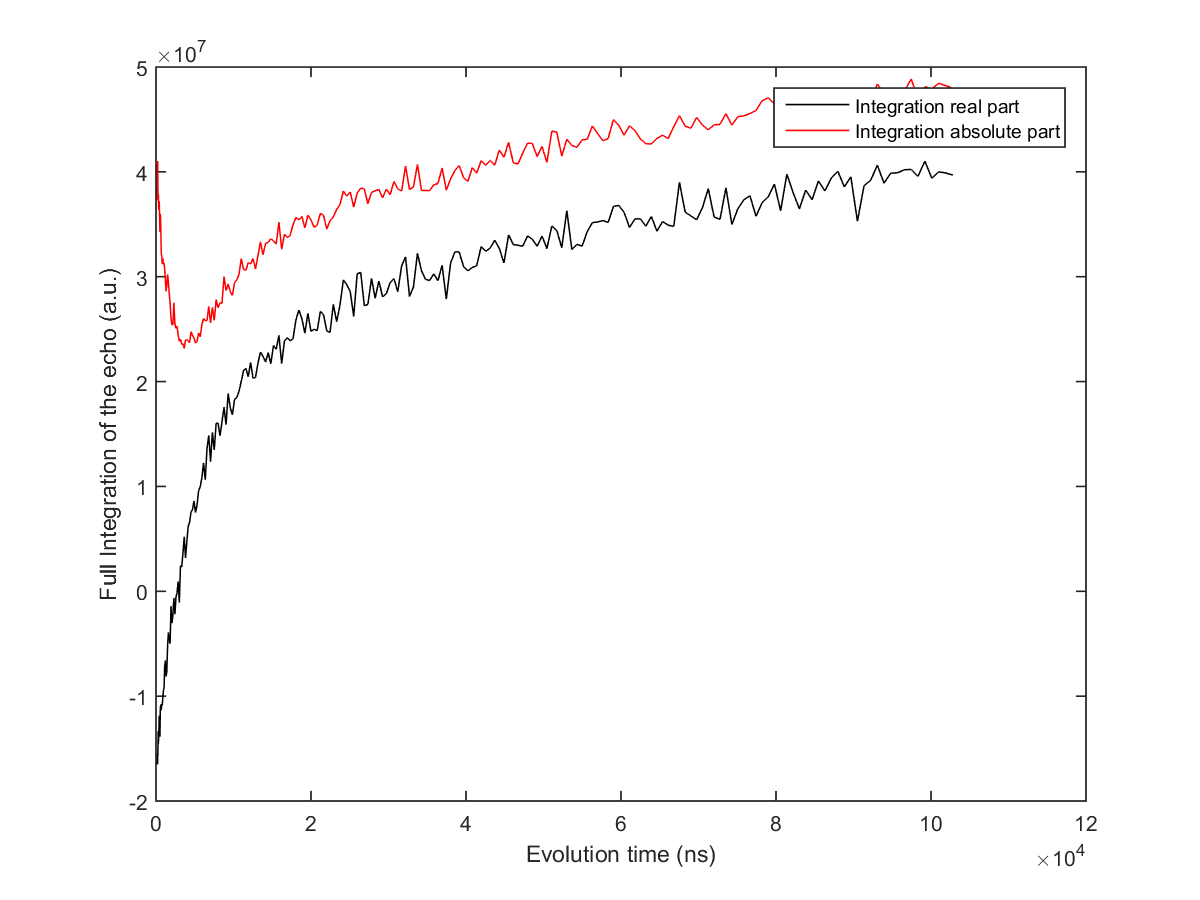 ×10^7
5
4
3
2
1
0
-1
-2
Full Integration of the echo (a.u.)
Integration real part
Integration absolute part
0 2 4 6 8 10 12
Evolution time (ns)
×10^4